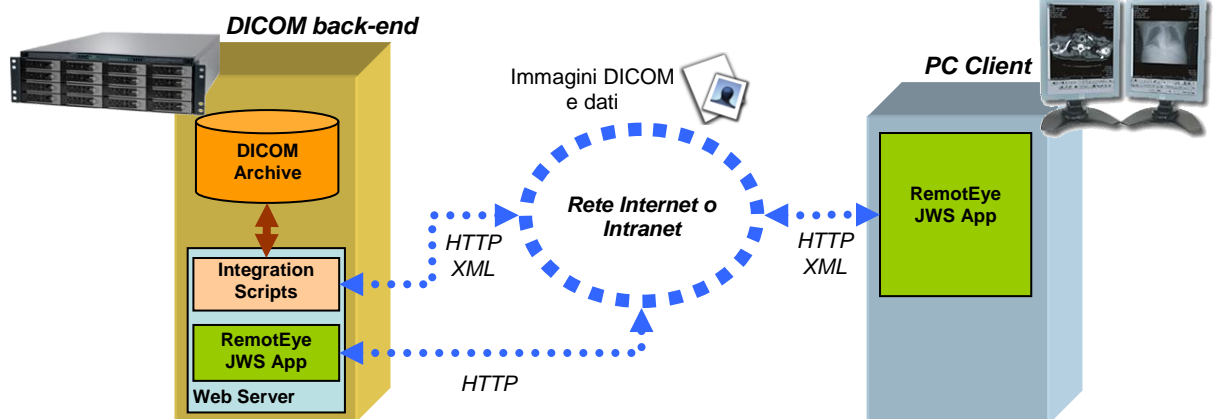 DICOM back-end
PC Client
Immagini DICOM
e dati
DICOM
Archive
Rete Internet o
Intranet
RemotEye
JWS App
HTTP
XML
HTTP
XML
Integration
Scripts
RemotEye
JWS App
HTTP
Web Server